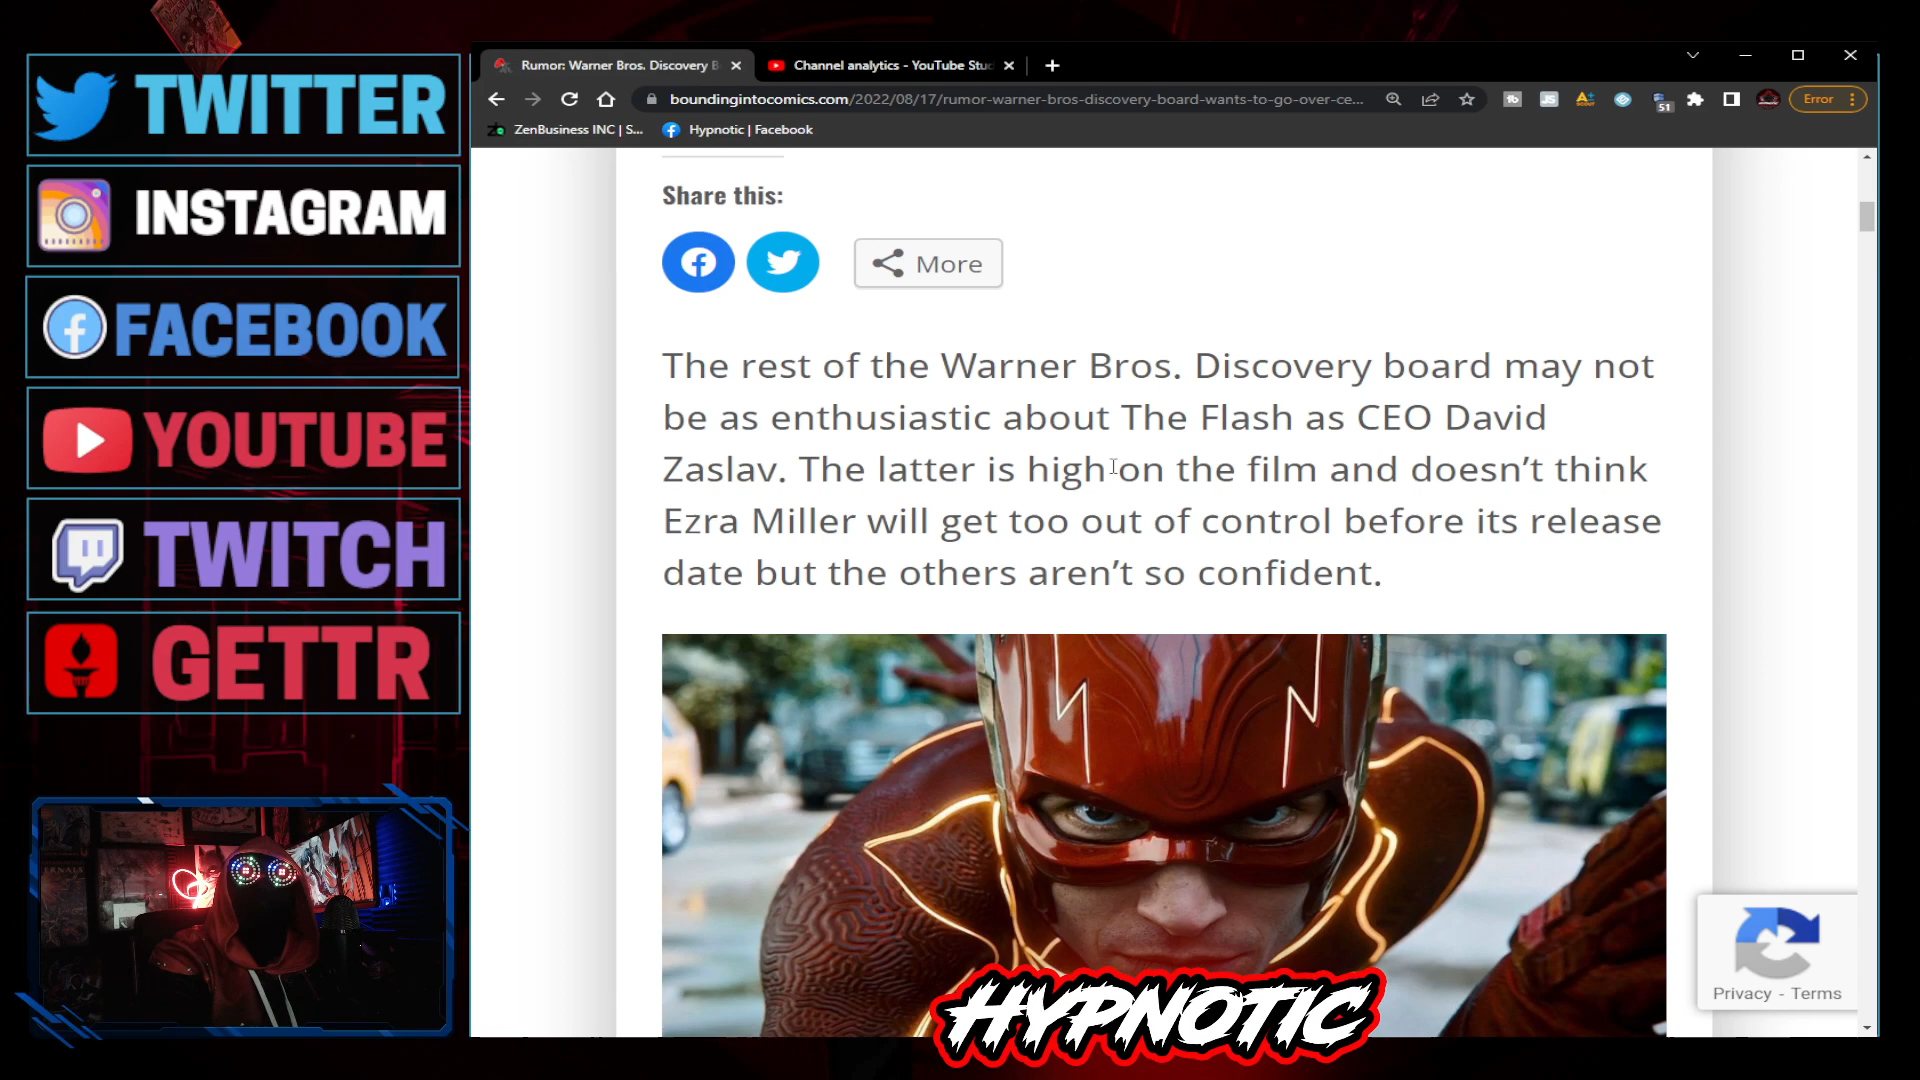 TWITTER
INSTAGRAM
FACEBOOK
YOUTUBE
TWITCH
GETTR
Rumor: Warner Bros. Discovery B
Channel analytics - YouTube Stud
boundingintocomics.com/2022/08/17/rumor-warner-bros-discovery-board-wants-to-go-over-ce...
51
Error
ZenBusiness INC | S...
Hypnotic | Facebook
Share this:
More
The rest of the Warner Bros. Discovery board may not
be as enthusiastic about The Flash as CEO David
Zaslav. The latter is high on the film and doesn't think
Ezra Miller will get too out of control before its release
date but the others aren't so confident.
Privacy - Terms
HYPNOTIC